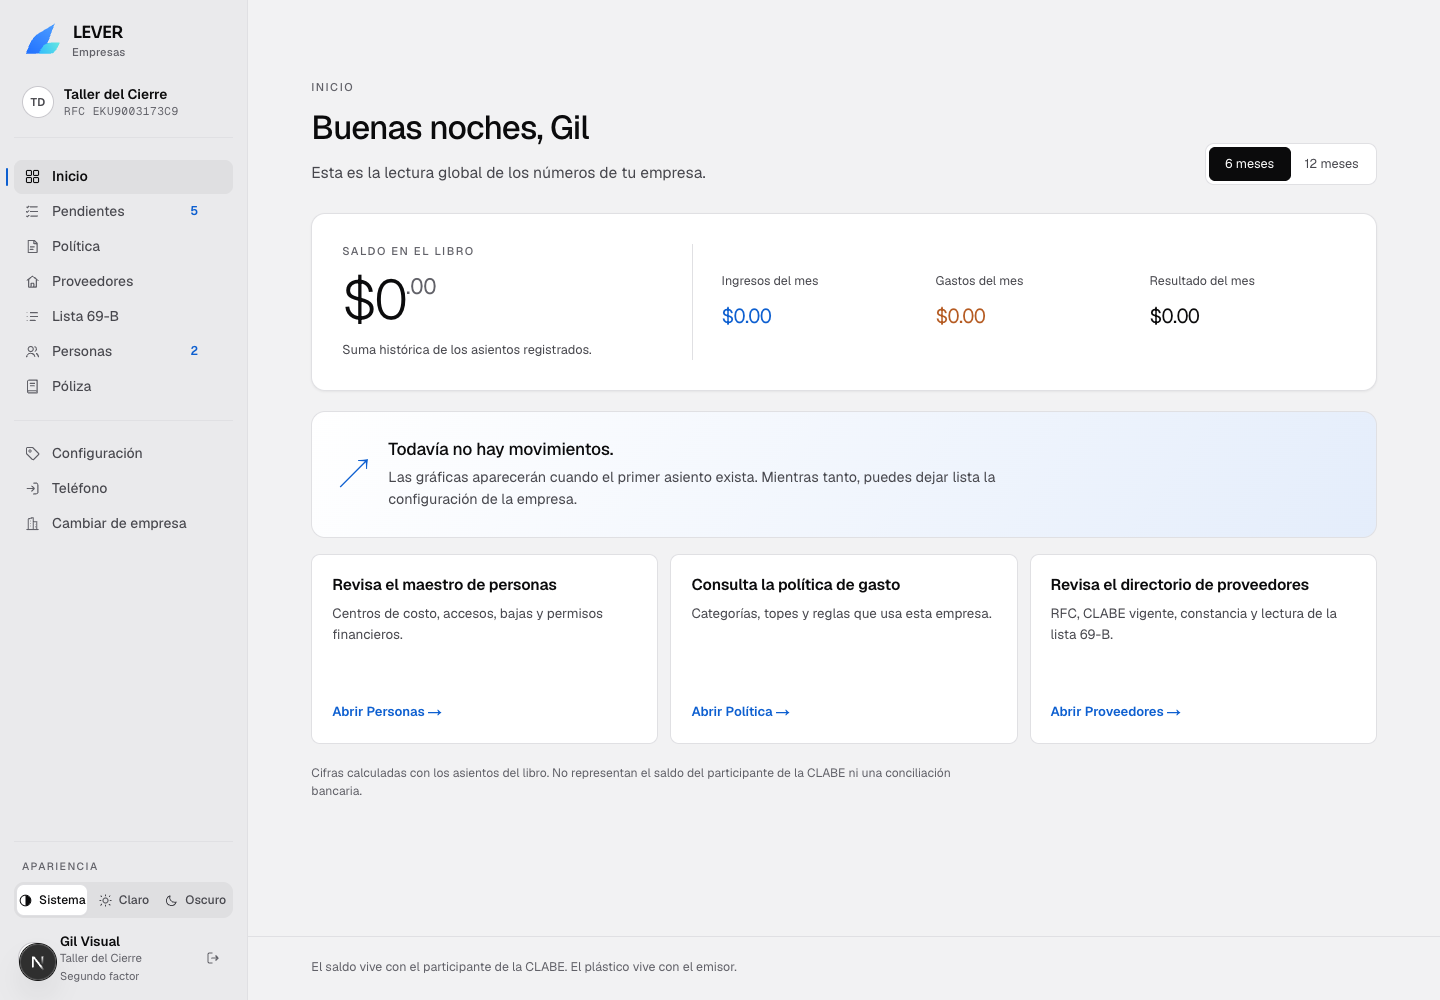 LEVER
Empresas
TD
Taller del Cierre
RFC EKU9003173C9
Inicio
Pendientes 5
Política
Proveedores
Lista 69-B
Personas 2
Póliza
Configuración
Teléfono
Cambiar de empresa
APARIENCIA
Sistema Claro Oscuro
N
Gil Visual
Taller del Cierre
Segundo factor
INICIO
Buenas noches, Gil
Esta es la lectura global de los números de tu empresa.
6 meses 12 meses
SALDO EN EL LIBRO
$0.00
Suma histórica de los asientos registrados.
Ingresos del mes
$0.00
Gastos del mes
$0.00
Resultado del mes
$0.00
Todavía no hay movimientos.
Las gráficas aparecerán cuando el primer asiento exista. Mientras tanto, puedes dejar lista la
configuración de la empresa.
Revisa el maestro de personas
Centros de costo, accesos, bajas y permisos
financieros.
Abrir Personas →
Consulta la política de gasto
Categorías, topes y reglas que usa esta empresa.
Abrir Política →
Revisa el directorio de proveedores
RFC, CLABE vigente, constancia y lectura de la
lista 69-B.
Abrir Proveedores →
Cifras calculadas con los asientos del libro. No representan el saldo del participante de la CLABE ni una conciliación
bancaria.
El saldo vive con el participante de la CLABE. El plástico vive con el emisor.